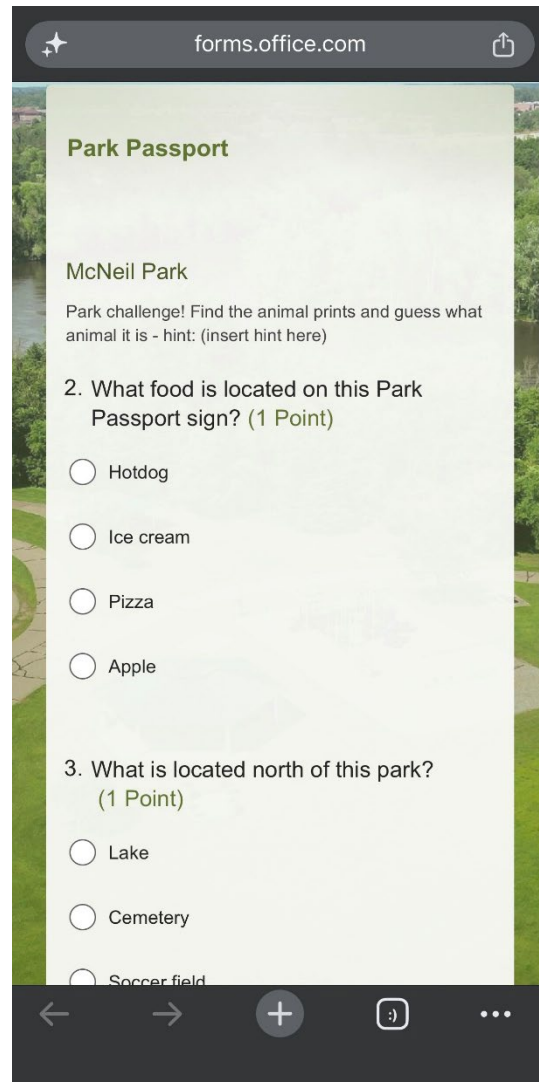 forms.office.com
Park Passport
McNeil Park
Park challenge! Find the animal prints and guess what
animal it is - hint: (insert hint here)
2. What food is located on this Park
Passport sign? (1 Point)
Hotdog
Ice cream
Pizza
Apple
3. What is located north of this park?
(1 Point)
Lake
Cemetery
Soccer field
:)